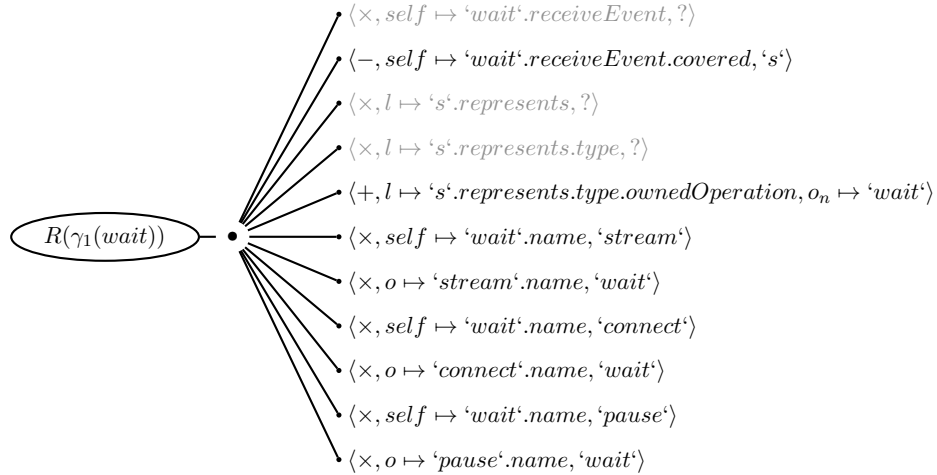 ⟨×, self ↦ ‘wait‘.receiveEvent, ?⟩
⟨−, self ↦ ‘wait‘.receiveEvent.covered, ‘s‘⟩
⟨×, l ↦ ‘s‘.represents, ?⟩
⟨×, l ↦ ‘s‘.represents.type, ?⟩
⟨+, l ↦ ‘s‘.represents.type.ownedOperation, oₙ ↦ ‘wait‘⟩
R(γ₁(wait))
⟨×, self ↦ ‘wait‘.name, ‘stream‘⟩
⟨×, o ↦ ‘stream‘.name, ‘wait‘⟩
⟨×, self ↦ ‘wait‘.name, ‘connect‘⟩
⟨×, o ↦ ‘connect‘.name, ‘wait‘⟩
⟨×, self ↦ ‘wait‘.name, ‘pause‘⟩
⟨×, o ↦ ‘pause‘.name, ‘wait‘⟩